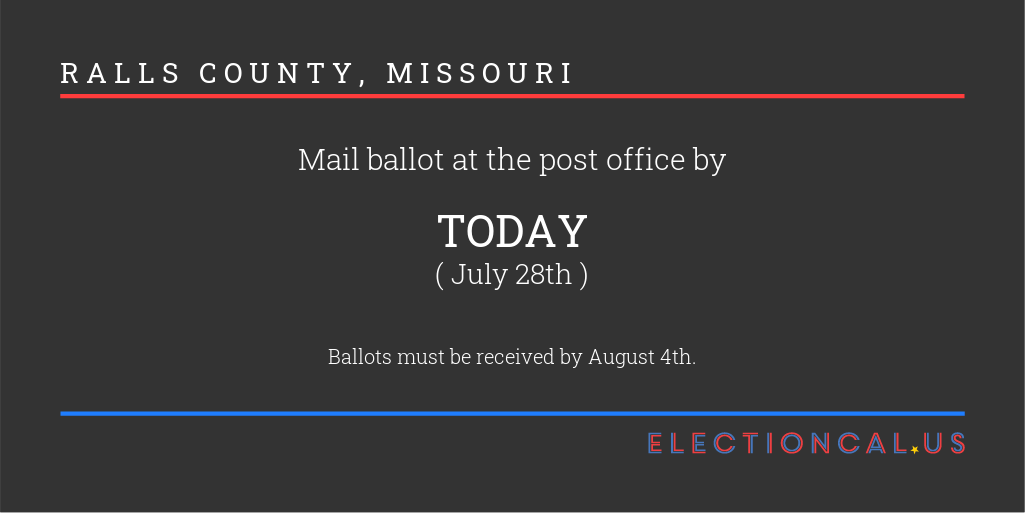 RALLS COUNTY, MISSOURI
Mail ballot at the post office by
TODAY
( July 28th )
Ballots must be received by August 4th.
ELECTIONCAL.US